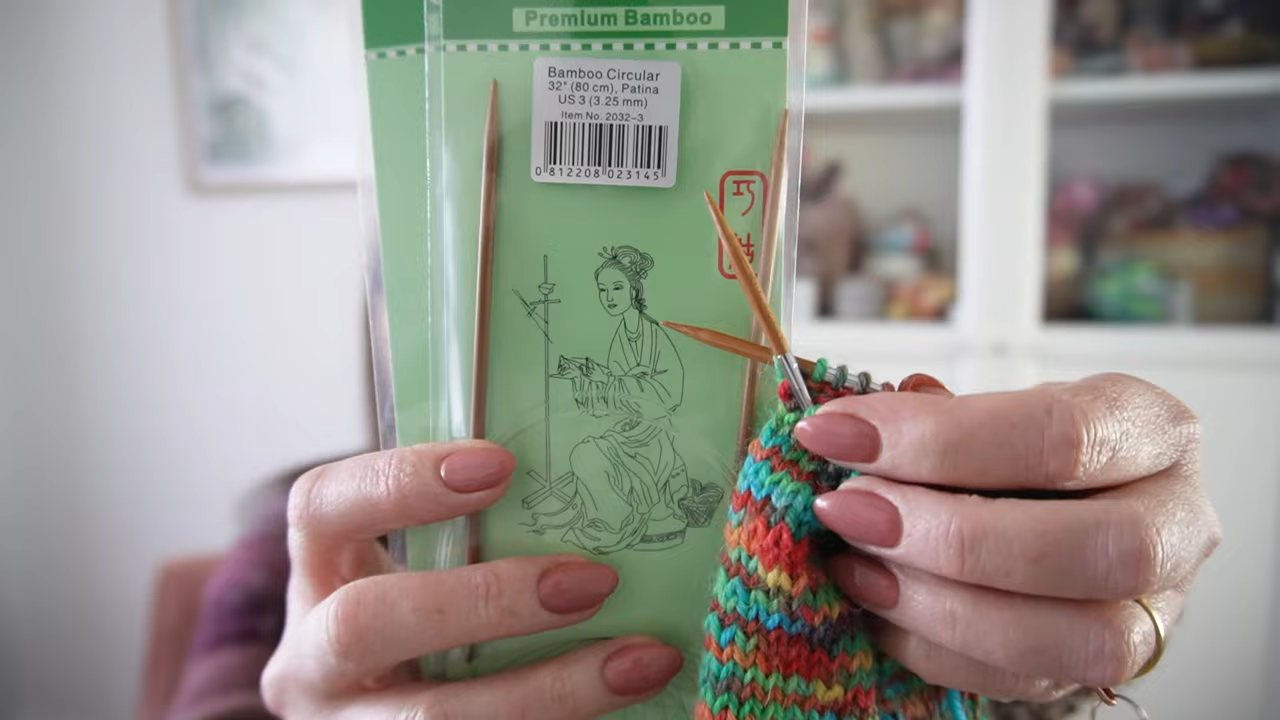 Premium Bamboo
Bamboo Circular
32" (80 cm), Patina
US 3 (3.25 mm)
Item No. 2032-3
0 812208 023145
巧